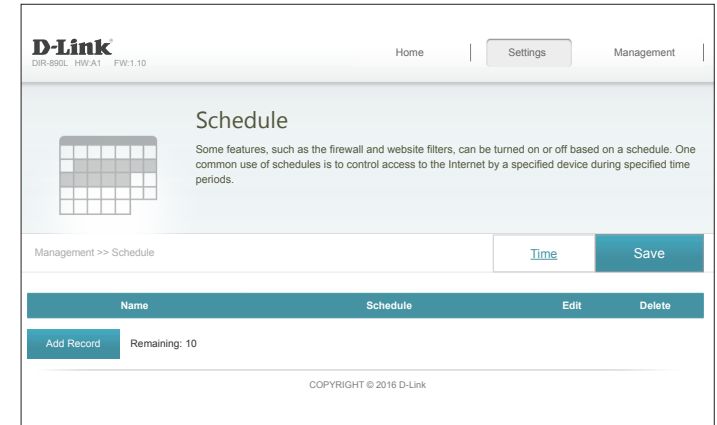 D-Link
DIR-890L HW:A1 FW:1.10
Home
Settings
Management
Schedule
Some features, such as the firewall and website filters, can be turned on or off based on a schedule. One
common use of schedules is to control access to the Internet by a specified device during specified time
periods.
Management >> Schedule
Time
Save
Name Schedule Edit Delete
Add Record Remaining: 10
COPYRIGHT © 2016 D-Link